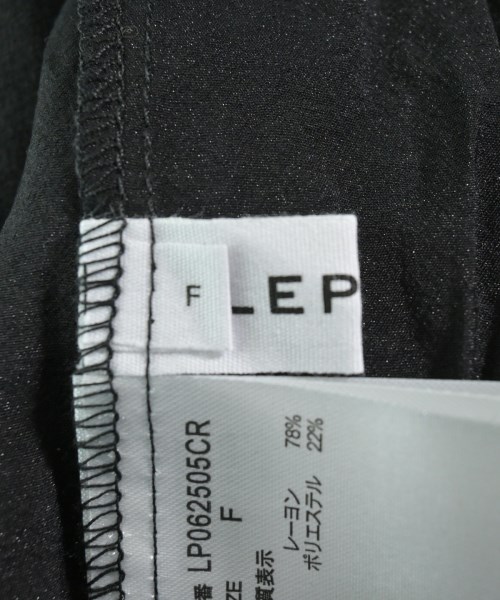 F
LEP
番 LP062505CR
ZE F
質表示
レーヨン 78%
ポリエステル 22%